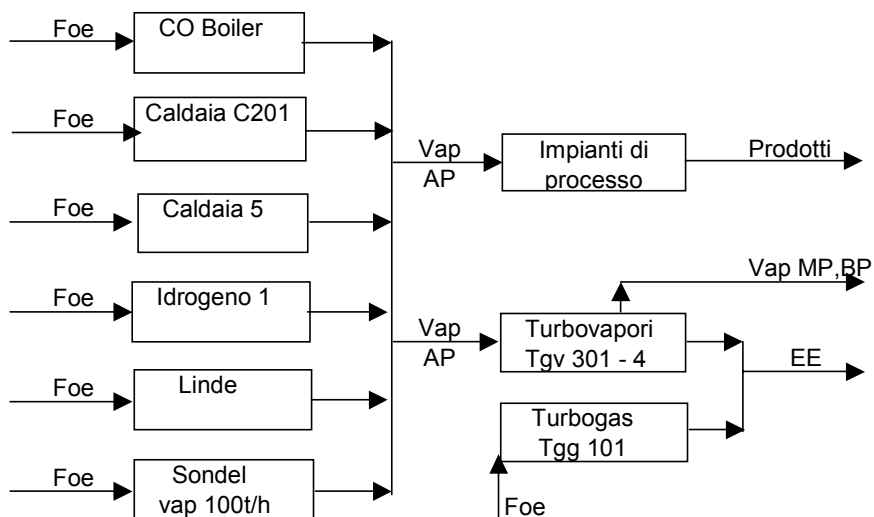 Foe
CO Boiler
Foe
Caldaia C201
Foe
Caldaia 5
Foe
Idrogeno 1
Foe
Linde
Foe
Sondel
vap 100t/h
Vap
AP
Impianti di
processo
Prodotti
Vap MP,BP
Vap
AP
Turbovapori
Tgv 301 - 4
EE
Turbogas
Tgg 101
Foe